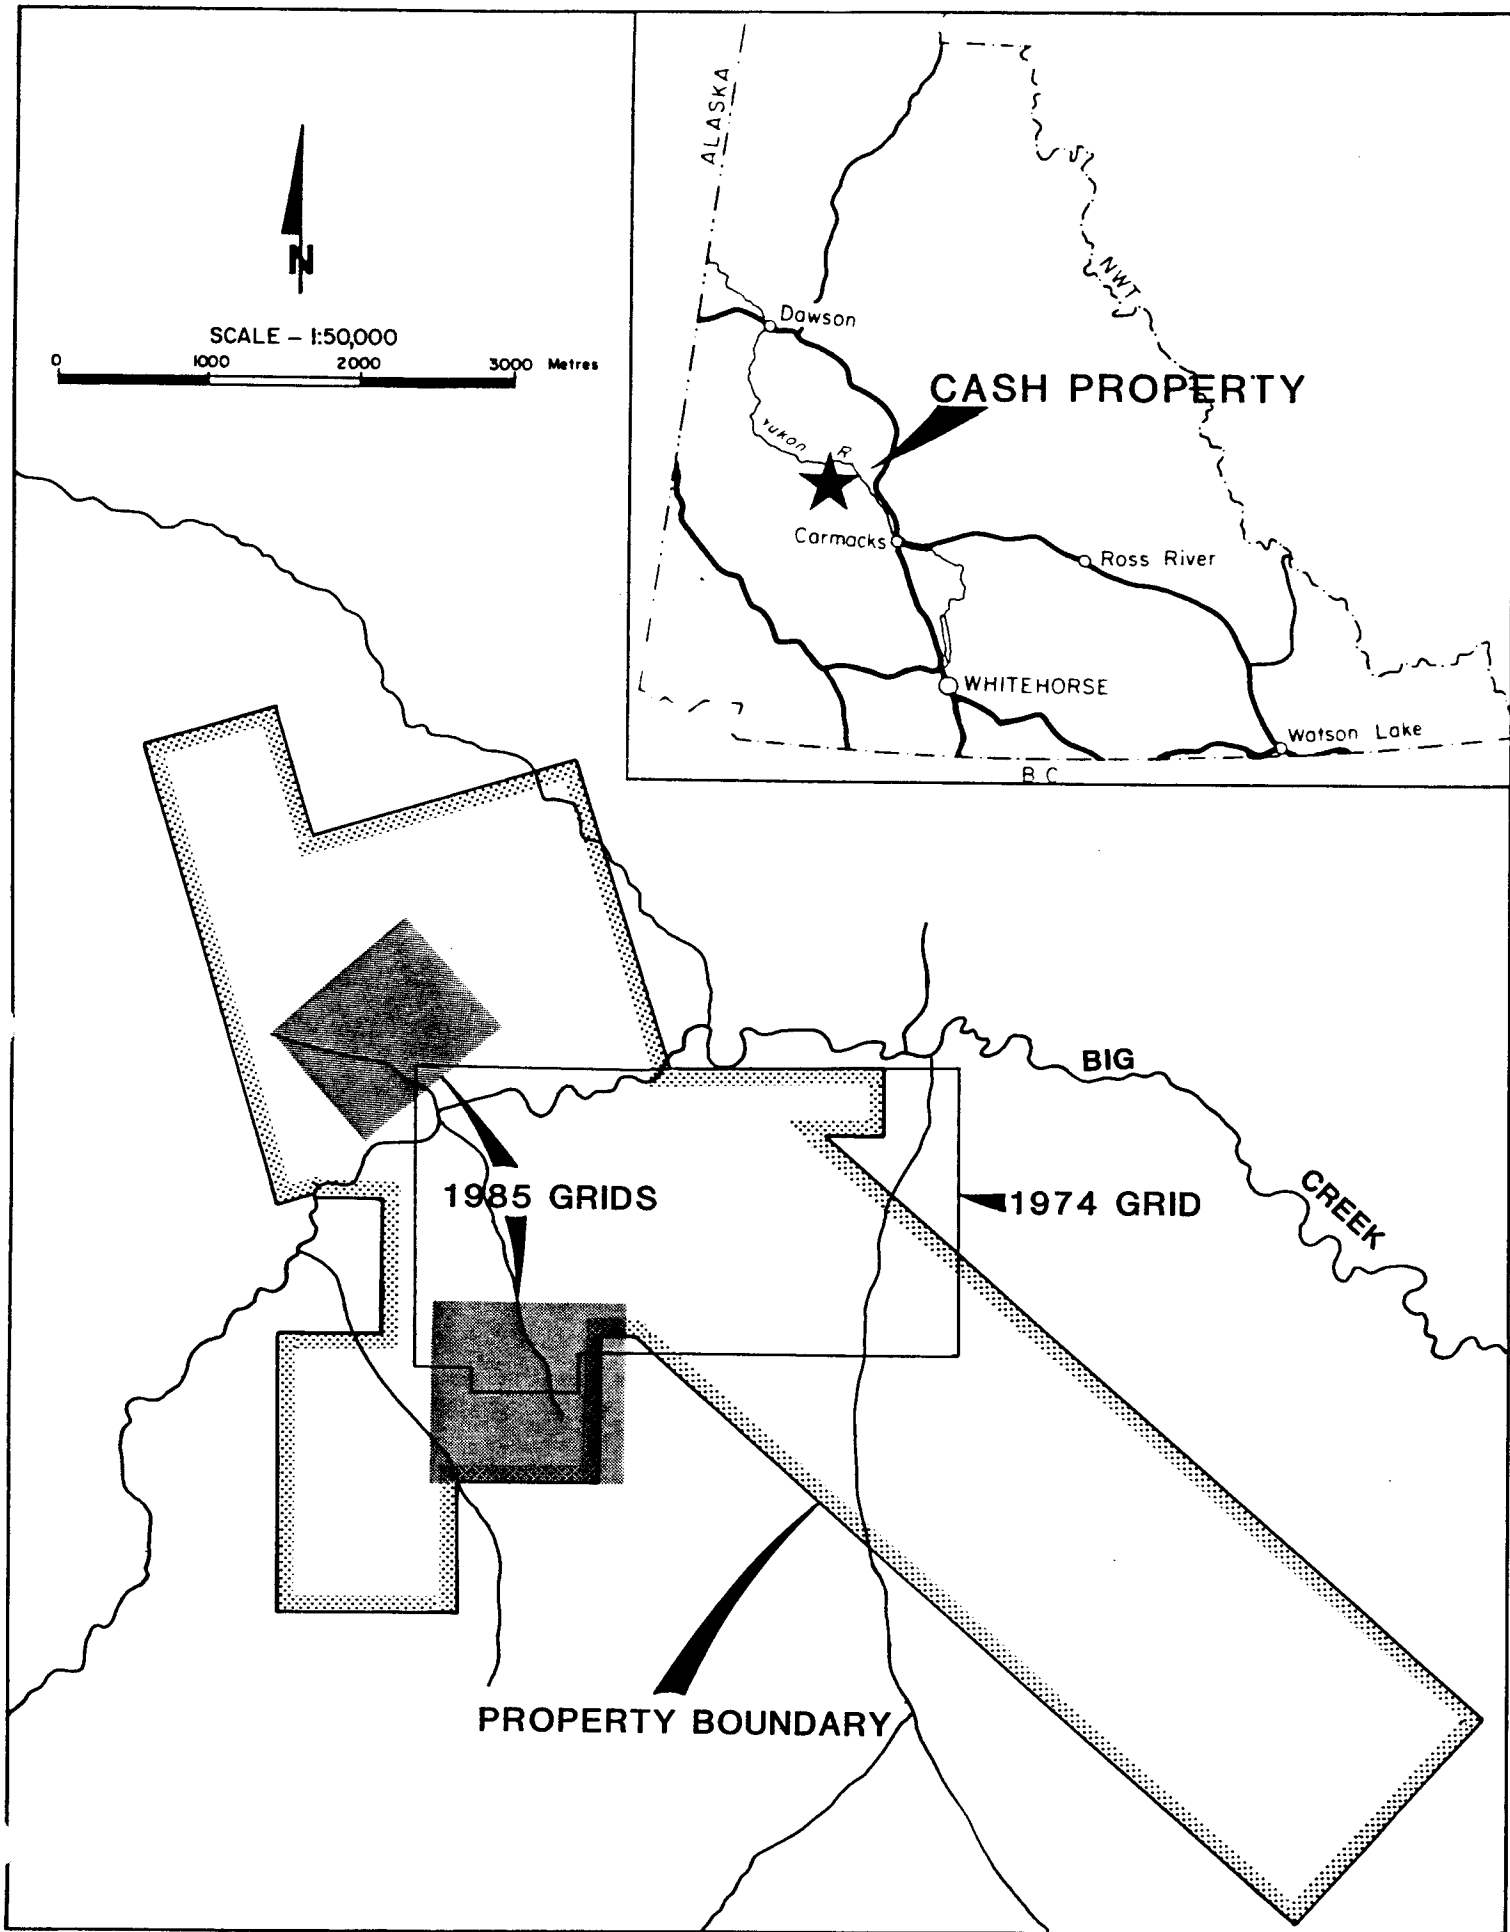 ALASKA
NWT
N
SCALE – 1:50,000
0 1000 2000 3000 Metres
Dawson
CASH PROPERTY
Yukon R
Carmacks
Ross River
WHITEHORSE
Watson Lake
B C
BIG
CREEK
1985 GRIDS
1974 GRID
PROPERTY BOUNDARY